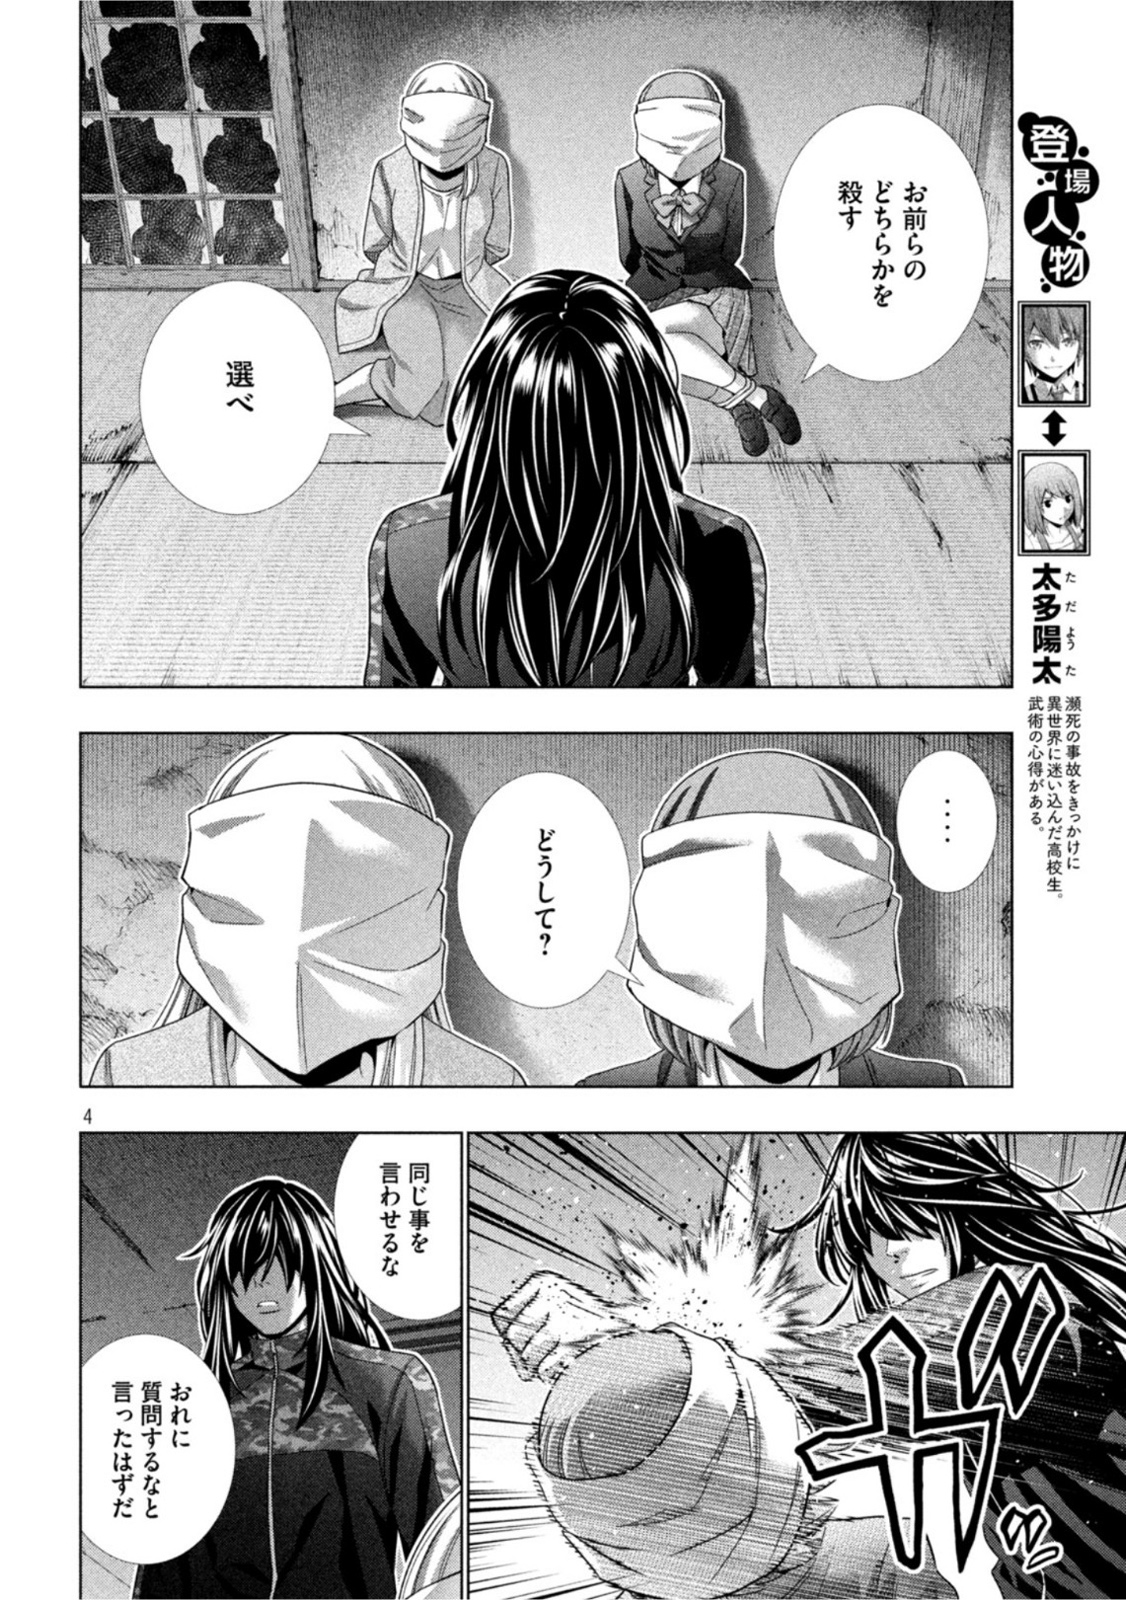 登場人物
太多陽太
ただようた
瀕死の事故をきっかけに
異世界に迷い込んだ高校生。
武術の心得がある。
お前らの
どちらかを
殺す
選べ
・・・・
どうして？
ガッ
同じ事を
言わせるな
おれに
質問するなと
言ったはずだ
4